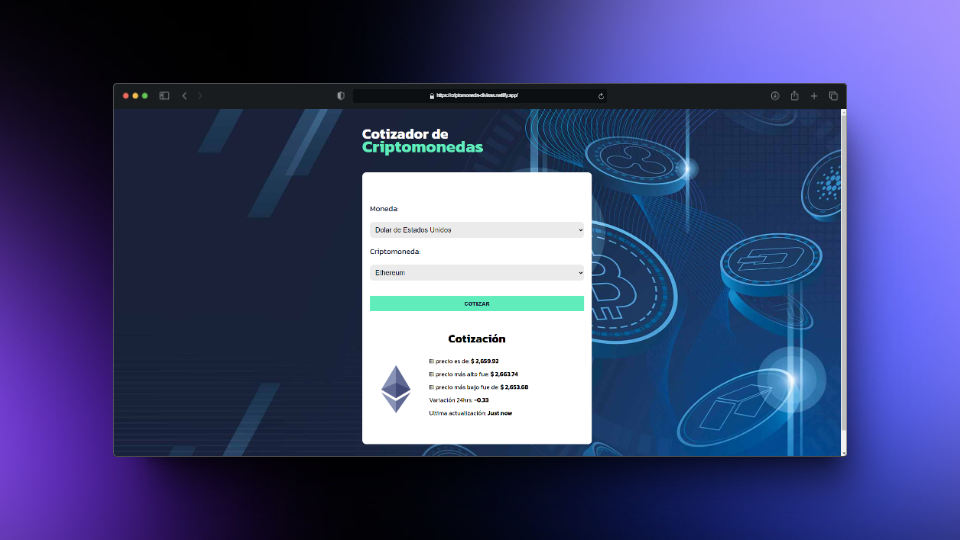 https://criptomoneda-divisas.netlify.app/
Cotizador de
Criptomonedas
Moneda:
Dolar de Estados Unidos
Criptomoneda:
Ethereum
COTIZAR
Cotización
El precio es de: $ 2,659.92
El precio más alto fue: $ 2,663.74
El precio más bajo fue de: $ 2,653.68
Variación 24hrs: -0.33
Ultima actualización: Just now